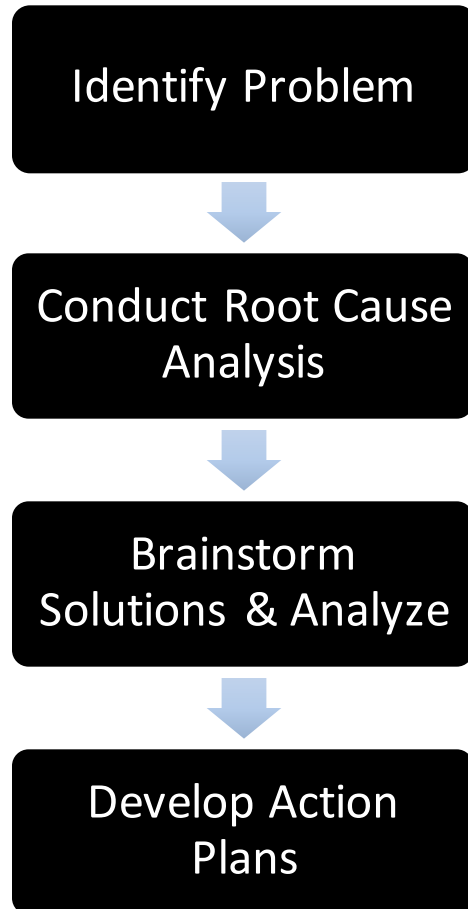 Identify Problem
Conduct Root Cause
Analysis
Brainstorm
Solutions & Analyze
Develop Action
Plans